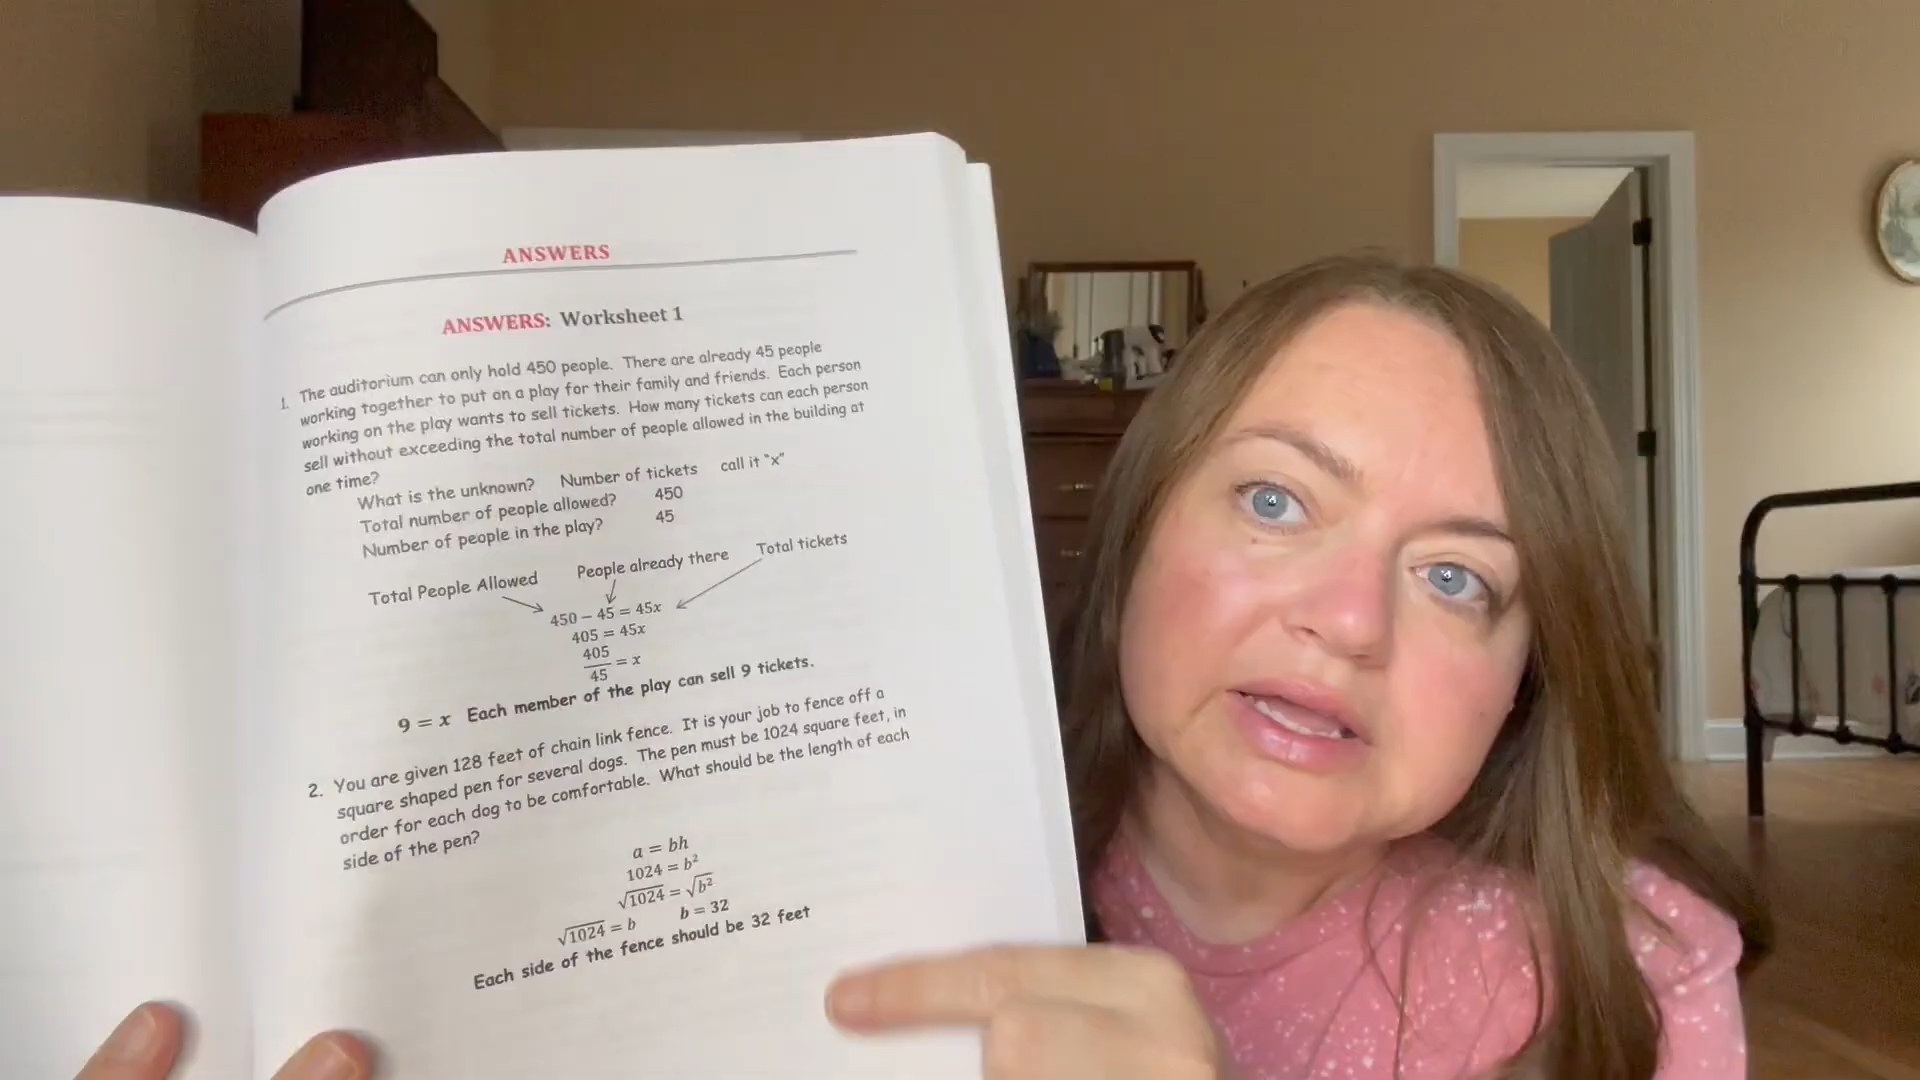 ANSWERS
ANSWERS: Worksheet 1
1. The auditorium can only hold 450 people. There are already 45 people
working together to put on a play for their family and friends. Each person
working on the play wants to sell tickets. How many tickets can each person
sell without exceeding the total number of people allowed in the building at
one time?
What is the unknown? Number of tickets call it "x"
Total number of people allowed? 450
Number of people in the play? 45
Total People Allowed People already there Total tickets
450 − 45 = 45x
405 = 45x
405
45 = x
9 = x Each member of the play can sell 9 tickets.
2. You are given 128 feet of chain link fence. It is your job to fence off a
square shaped pen for several dogs. The pen must be 1024 square feet, in
order for each dog to be comfortable. What should be the length of each
side of the pen?
a = bh
1024 = b²
√1024 = √b²
√1024 = b b = 32
Each side of the fence should be 32 feet